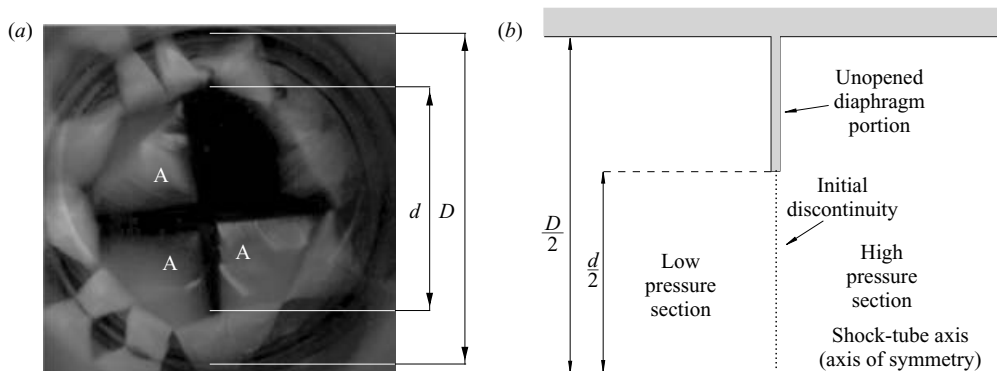 (a)
A
A
A
d
D
(b)
D
2
d
2
Unopened
diaphragm
portion
Initial
discontinuity
Low
pressure
section
High
pressure
section
Shock-tube axis
(axis of symmetry)